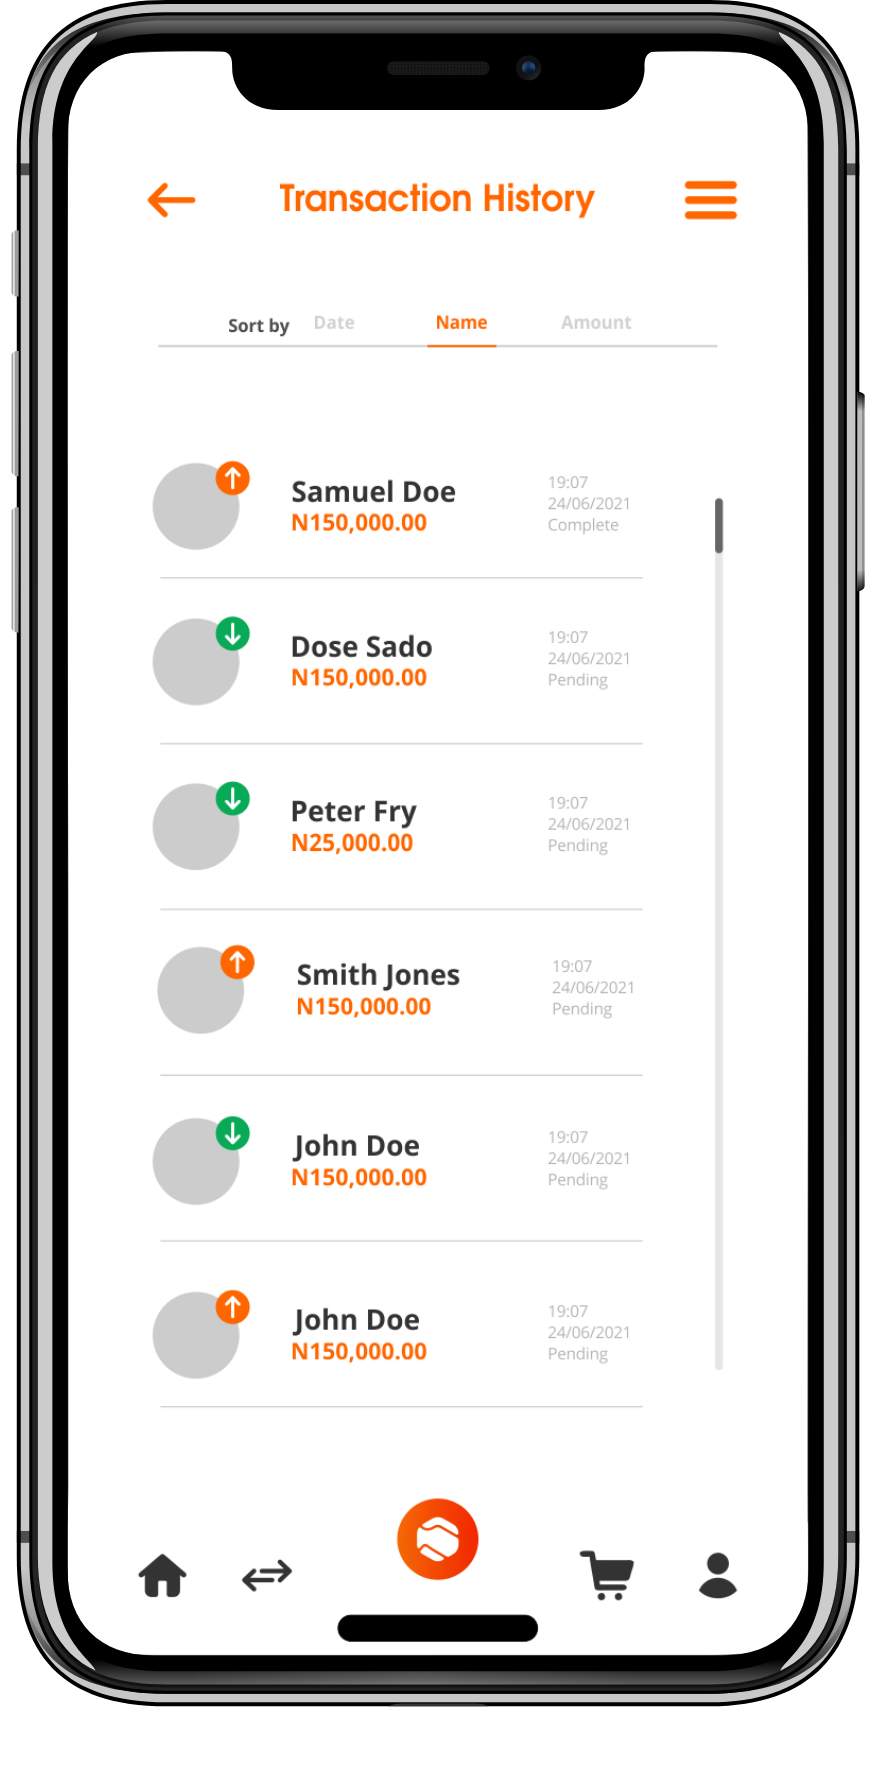 Transaction History
Sort by Date Name Amount
Samuel Doe
N150,000.00
19:07
24/06/2021
Complete
Dose Sado
N150,000.00
19:07
24/06/2021
Pending
Peter Fry
N25,000.00
19:07
24/06/2021
Pending
Smith Jones
N150,000.00
19:07
24/06/2021
Pending
John Doe
N150,000.00
19:07
24/06/2021
Pending
John Doe
N150,000.00
19:07
24/06/2021
Pending